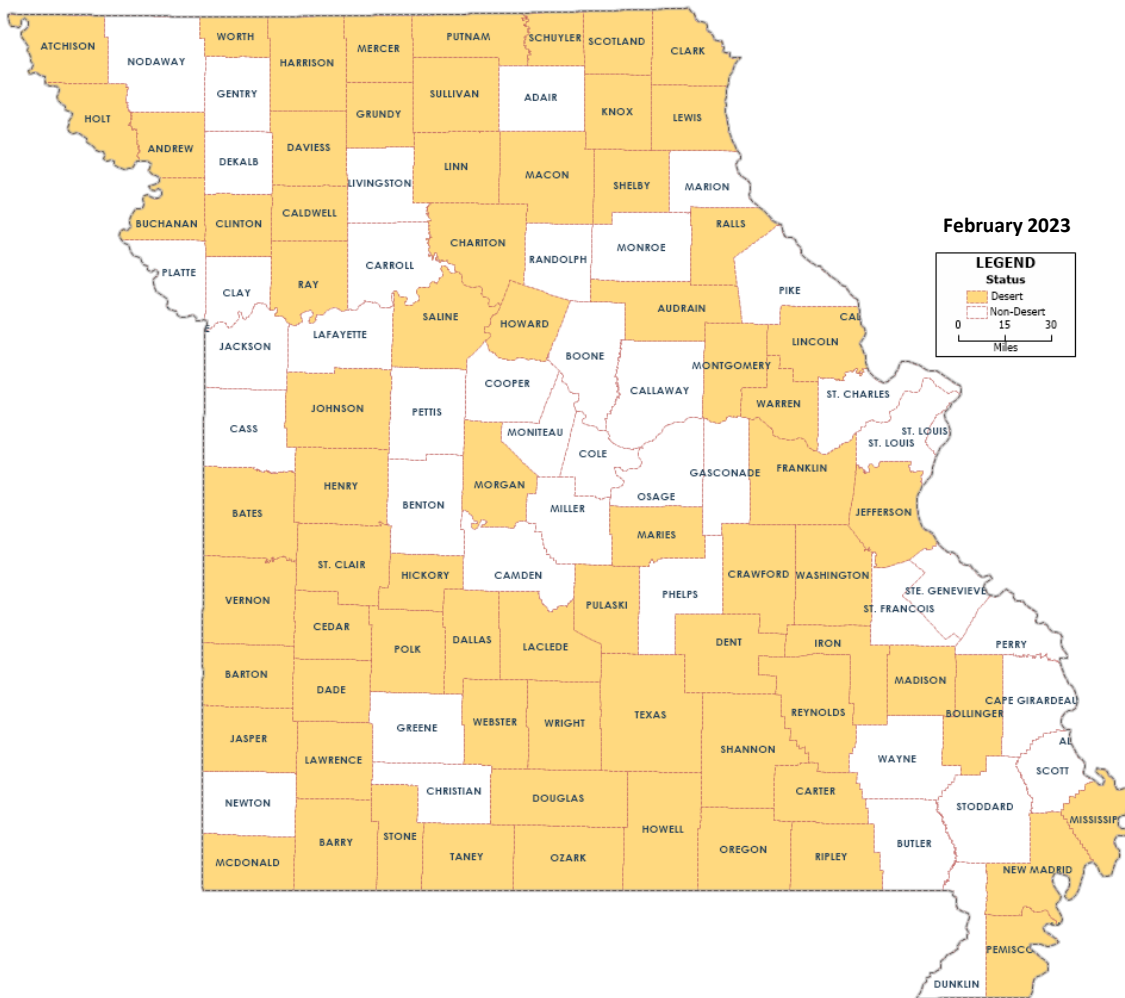 WORTH
PUTNAM
SCHUYLER
SCOTLAND
ATCHISON
MERCER
CLARK
NODAWAY
HARRISON
GENTRY
SULLIVAN
ADAIR
GRUNDY
KNOX
HOLT
LEWIS
ANDREW
DAVIESS
DEKALB
LINN
MACON
LIVINGSTON
SHELBY
MARION
BUCHANAN
CLINTON
CALDWELL
RALLS
February 2023
CHARITON
MONROE
RANDOLPH
CARROLL
LEGEND
PLATTE
Status
RAY
CLAY
PIKE
Desert
AUDRAIN
Non-Desert
SALINE
HOWARD
CAL
0 15 30
LAFAYETTE
LINCOLN
Miles
JACKSON
BOONE
MONTGOMERY
COOPER
CALLAWAY
ST. CHARLES
JOHNSON
WARREN
PETTIS
CASS
MONITEAU
ST. LOUIS
ST. LOUIS
COLE
FRANKLIN
GASCONADE
HENRY
MORGAN
OSAGE
BENTON
MILLER
BATES
JEFFERSON
MARIES
ST. CLAIR
HICKORY
CAMDEN
CRAWFORD
WASHINGTON
STE. GENEVIEVE
PHELPS
VERNON
PULASKI
ST. FRANCOIS
CEDAR
DALLAS
DENT
IRON
PERRY
POLK
LACLEDE
BARTON
MADISON
DADE
CAPE GIRARDEAU
REYNOLDS
TEXAS
WEBSTER
WRIGHT
BOLLINGER
GREENE
JASPER
AL
SHANNON
LAWRENCE
WAYNE
SCOTT
CHRISTIAN
CARTER
NEWTON
DOUGLAS
STODDARD
HOWELL
MISSISSIP
STONE
BARRY
BUTLER
OREGON
TANEY
OZARK
RIPLEY
MCDONALD
NEW MADRID
PEMISCO
DUNKLIN